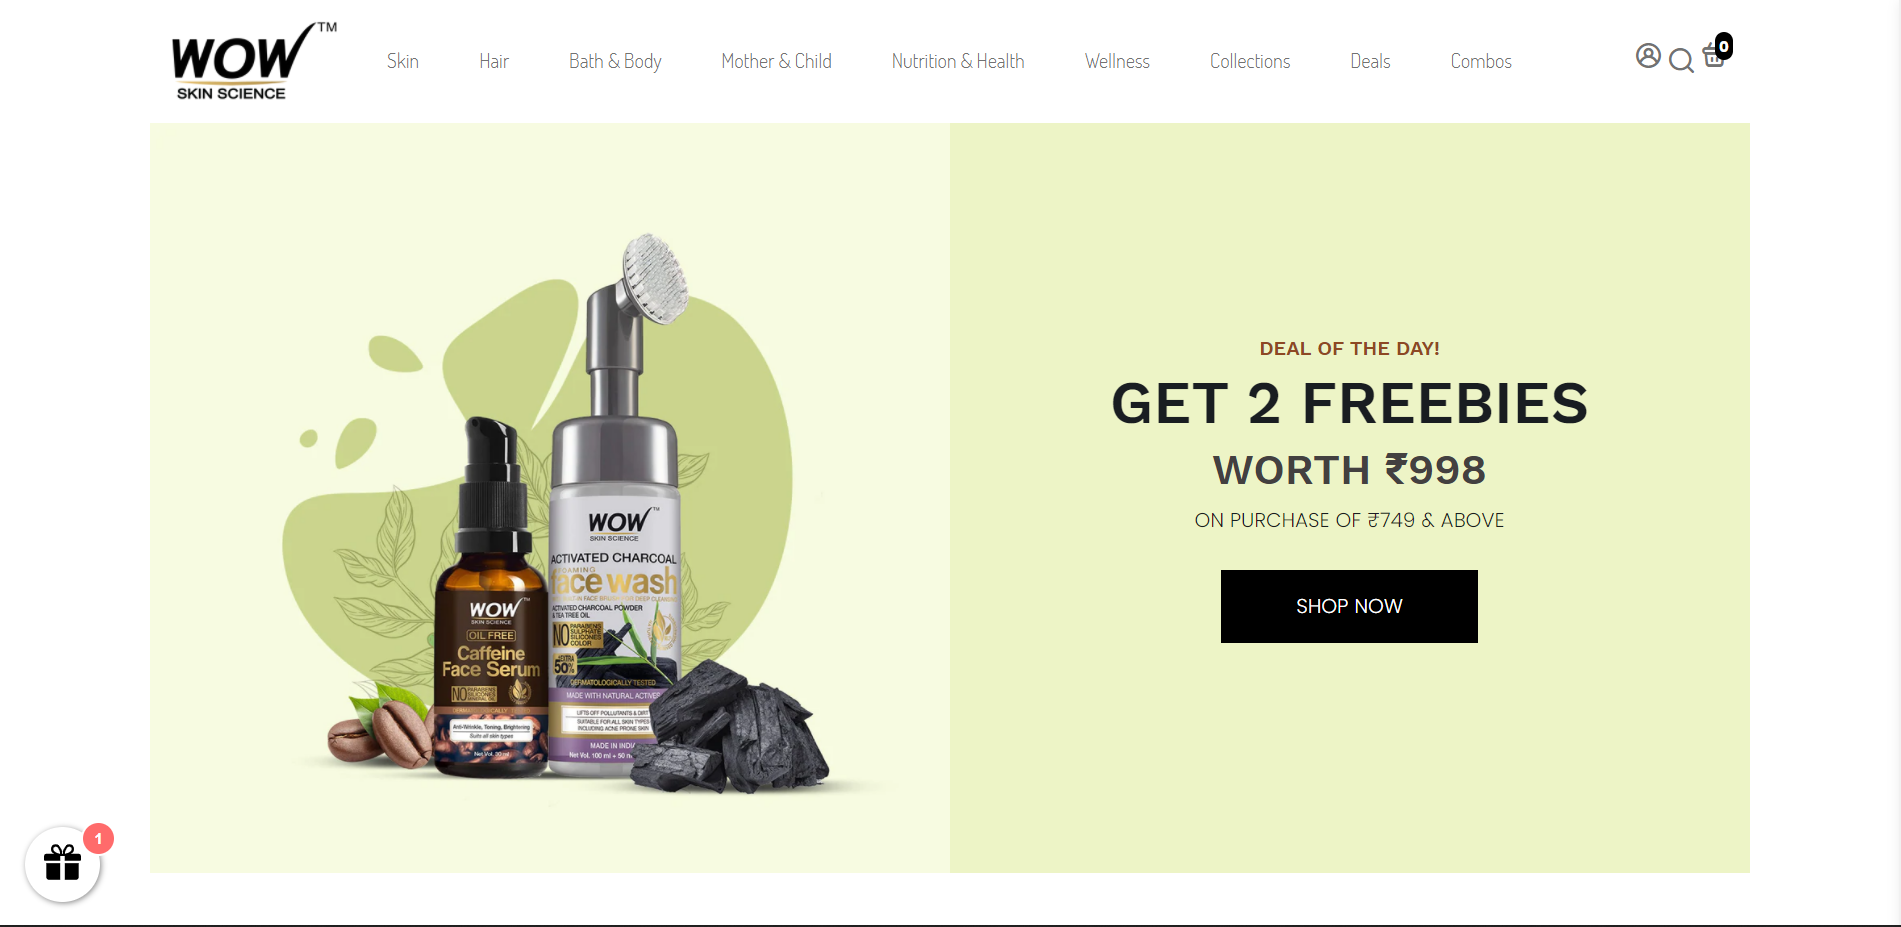 WOW™
SKIN SCIENCE
Skin
Hair
Bath & Body
Mother & Child
Nutrition & Health
Wellness
Collections
Deals
Combos
0
WOW™
SKIN SCIENCE
OIL FREE
Caffeine
Face Serum
NO PARABENS
SILICONES
MINERAL OIL
Anti-Wrinkle, Toning, Brightening
Suits all skin types
Net Vol. 30 ml
WOW™
SKIN SCIENCE
ACTIVATED CHARCOAL
FOAMING
face wash
ACTIVATED CHARCOAL POWDER
& TEA TREE OIL
NO PARABENS
SULPHATE
SILICONES
COLOR
EXTRA
50%
DERMATOLOGICALLY TESTED
MADE WITH NATURAL ACTIVES
LIFTS OFF POLLUTANTS & DIRT
SUITABLE FOR ALL SKIN TYPES
INCLUDING ACNE PRONE SKIN
MADE IN INDIA
Net Vol. 100 ml + 50
DEAL OF THE DAY!
GET 2 FREEBIES
WORTH ₹998
ON PURCHASE OF ₹749 & ABOVE
SHOP NOW
1